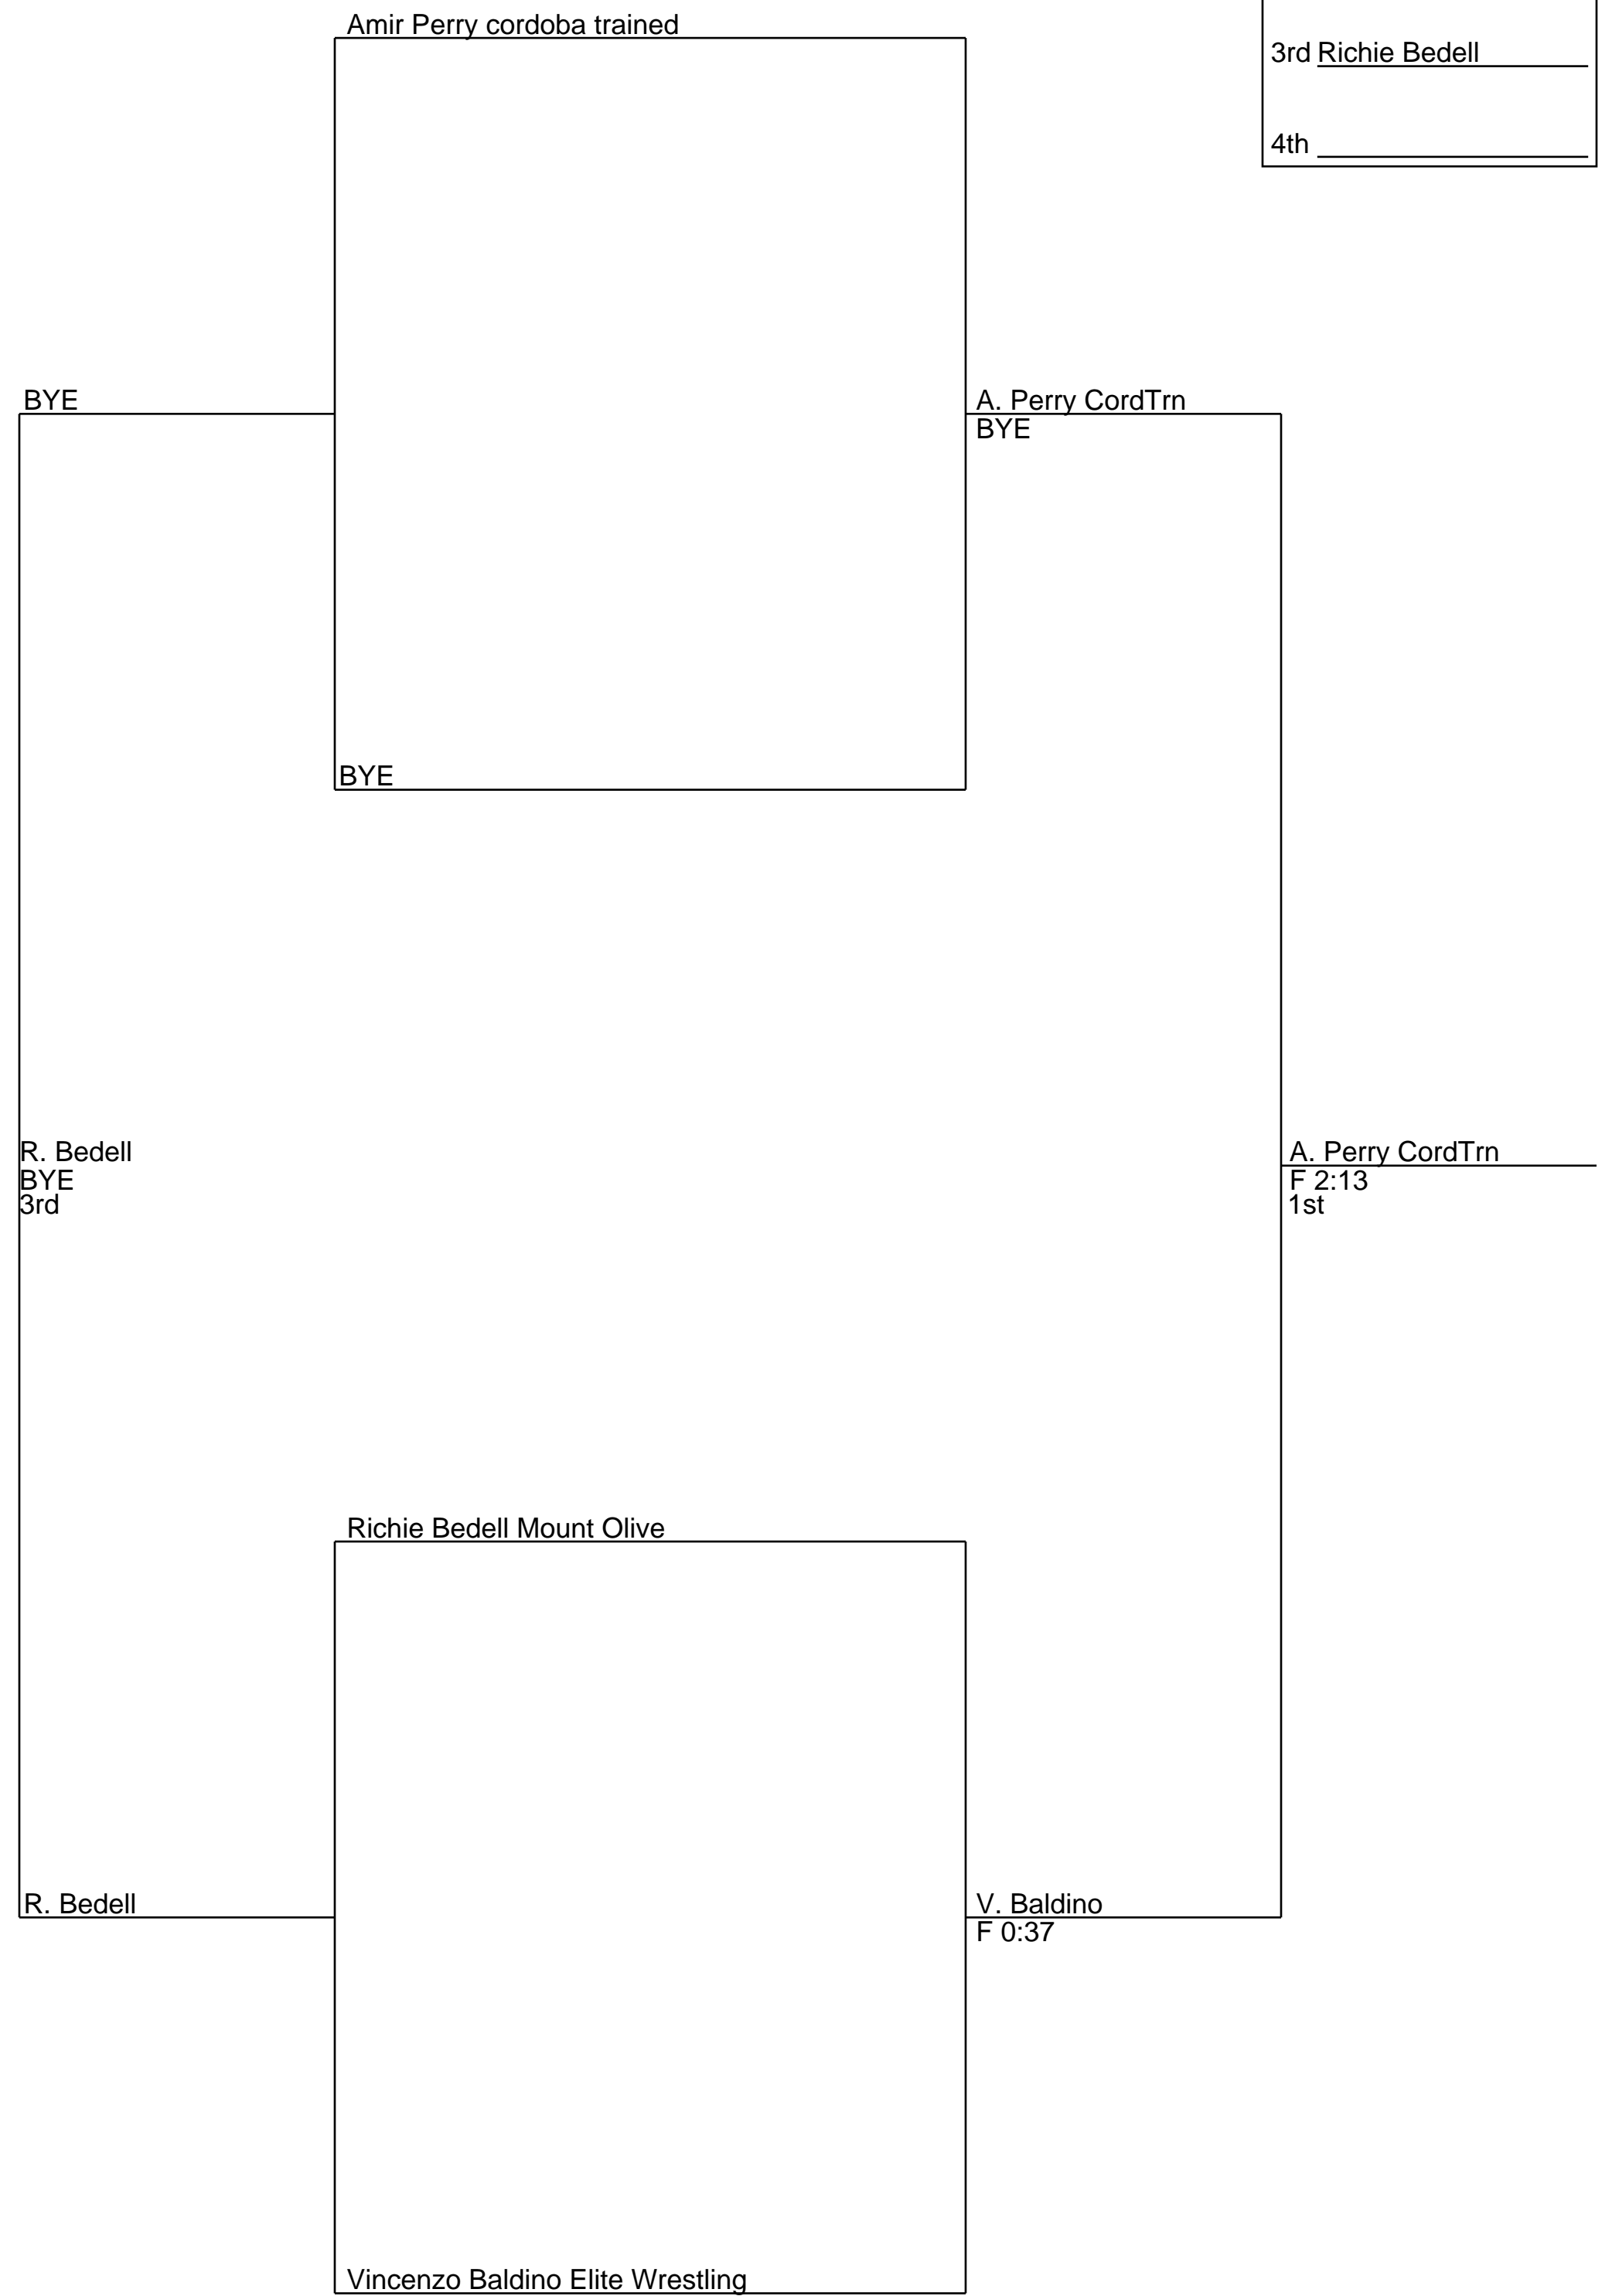 Amir Perry cordoba trained
3rd Richie Bedell
4th
BYE
A. Perry CordTrn
BYE
BYE
R. Bedell
BYE
3rd
A. Perry CordTrn
F 2:13
1st
Richie Bedell Mount Olive
R. Bedell
V. Baldino
F 0:37
Vincenzo Baldino Elite Wrestling